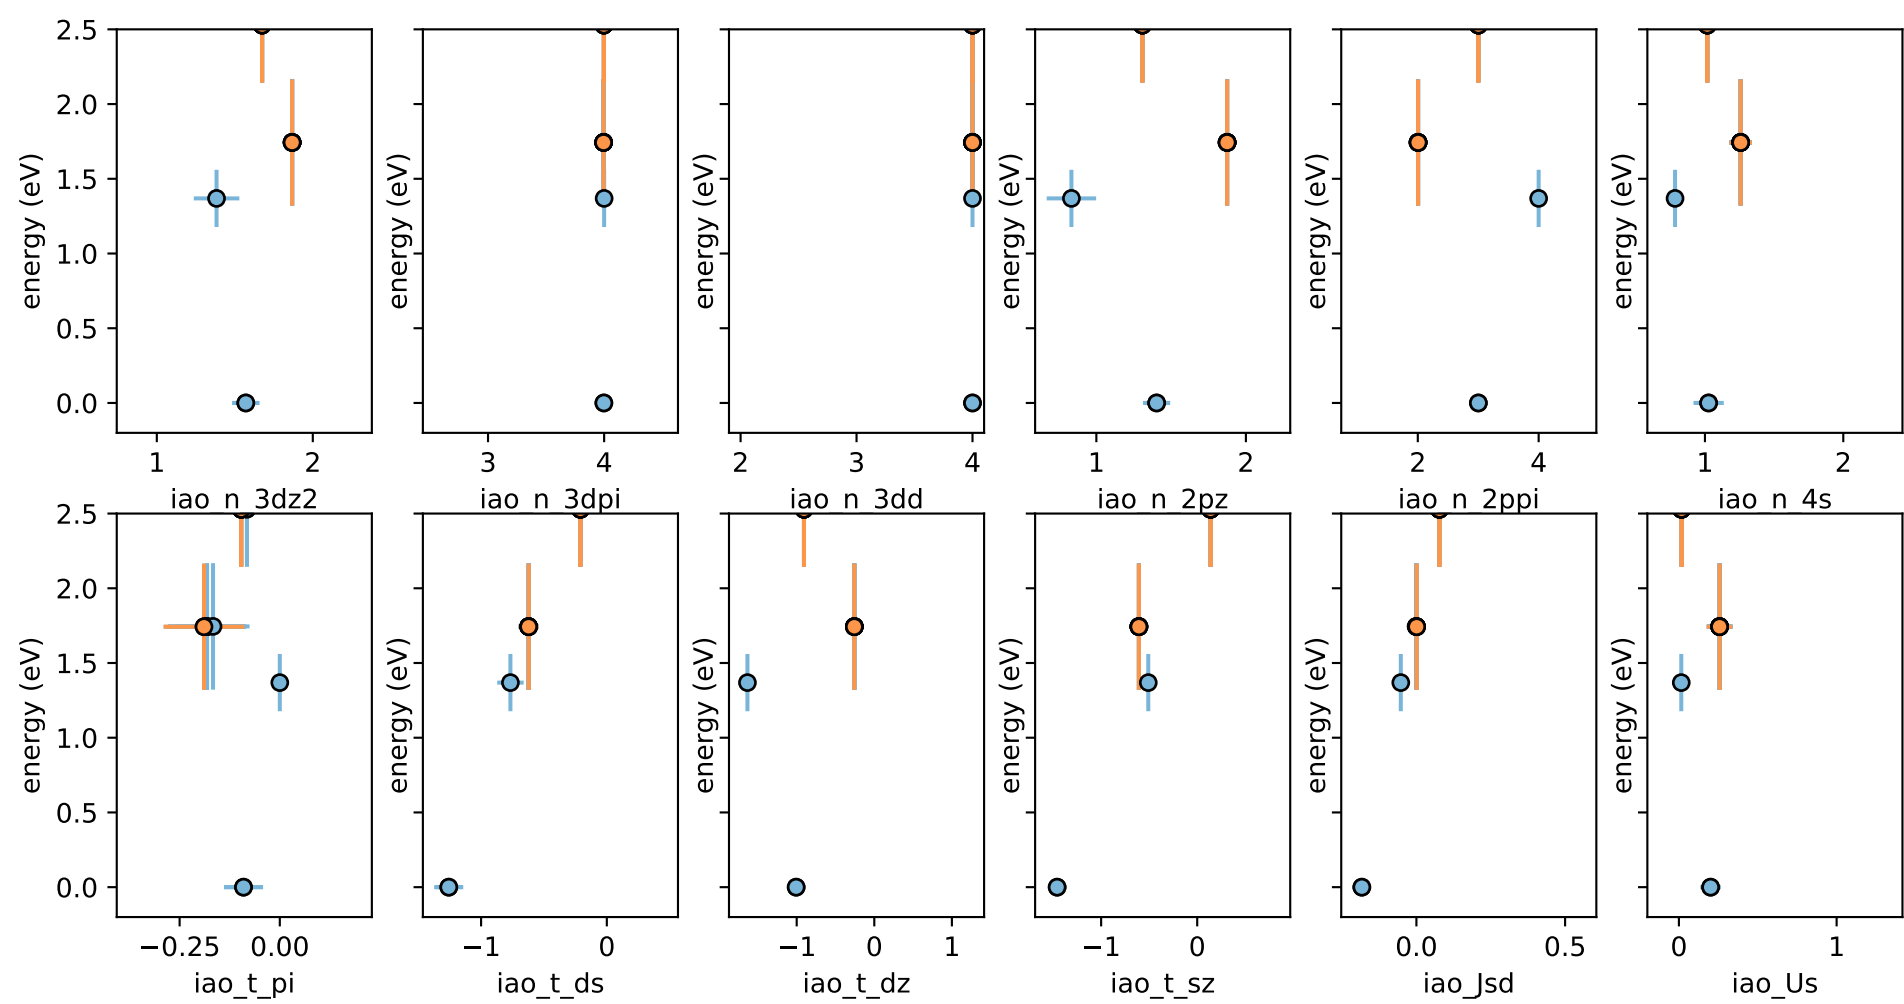 2.5
2.0
1.5
1.0
0.5
0.0
energy (eV)
energy (eV)
energy (eV)
energy (eV)
energy (eV)
energy (eV)
1 2
3 4
2 3 4
1 2
2 4
1 2
iao_n_3dz2
iao_n_3dpi
iao_n_3dd
iao_n_2pz
iao_n_2ppi
iao_n_4s
2.5
2.0
1.5
1.0
0.5
0.0
energy (eV)
energy (eV)
energy (eV)
energy (eV)
energy (eV)
energy (eV)
−0.25 0.00
−1 0
−1 0 1
−1 0
0.0 0.5
0 1
iao_t_pi
iao_t_ds
iao_t_dz
iao_t_sz
iao_Jsd
iao_Us